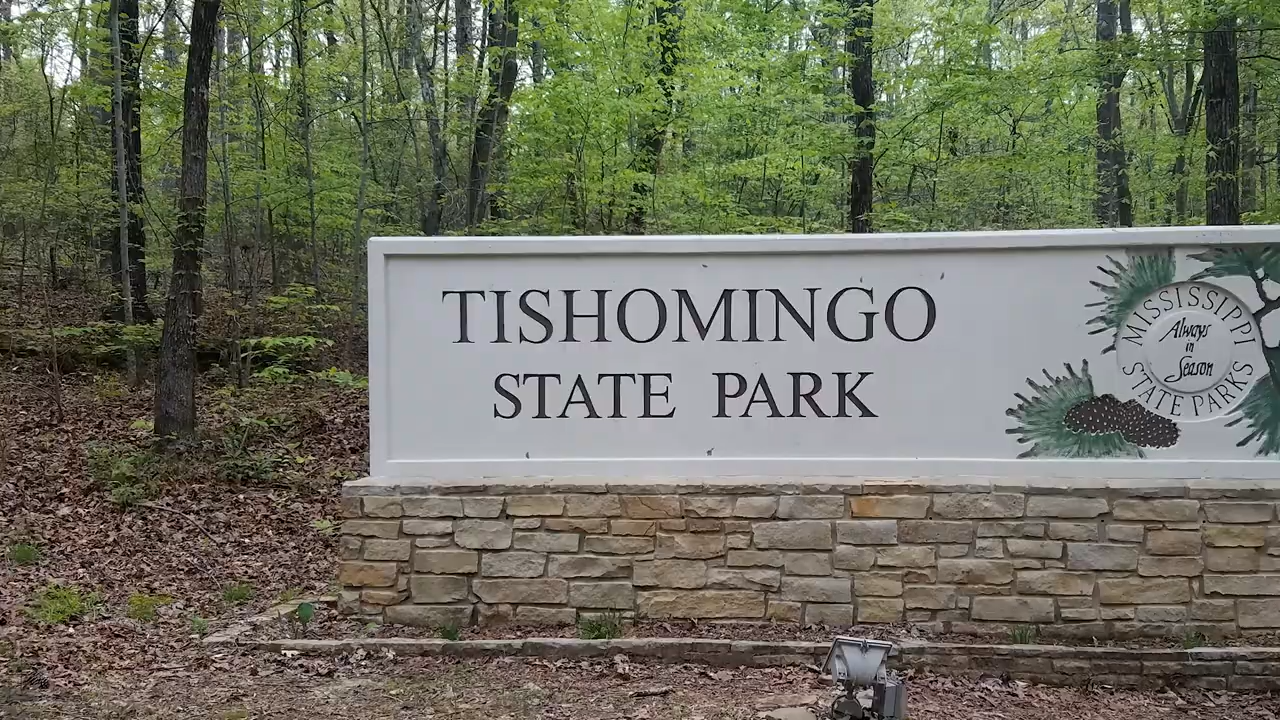 TISHOMINGO
STATE PARK
MISSISSIPPI
Always
in
Season
STATE PARKS